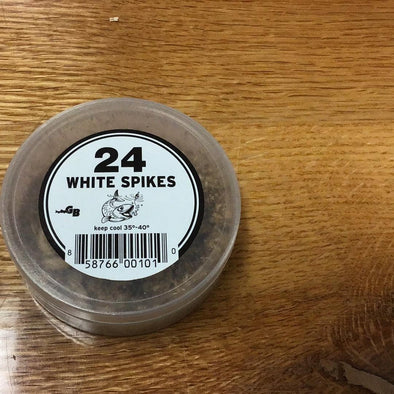 24
WHITE SPIKES
GB
keep cool 35°-40°
8 58766 00101 0